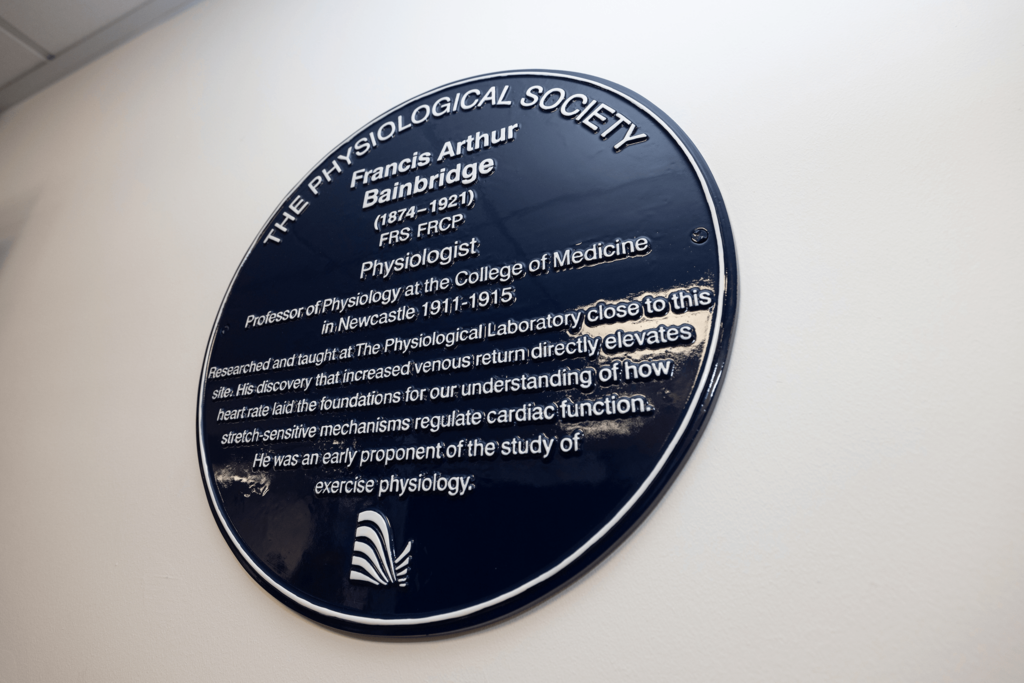 THE PHYSIOLOGICAL SOCIETY
Francis Arthur
Bainbridge
(1874–1921)
FRS FRCP
Physiologist
Professor of Physiology at the College of Medicine
in Newcastle 1911-1915
Researched and taught at The Physiological Laboratory close to this
site. His discovery that increased venous return directly elevates
heart rate laid the foundations for our understanding of how
stretch-sensitive mechanisms regulate cardiac function.
He was an early proponent of the study of
exercise physiology.